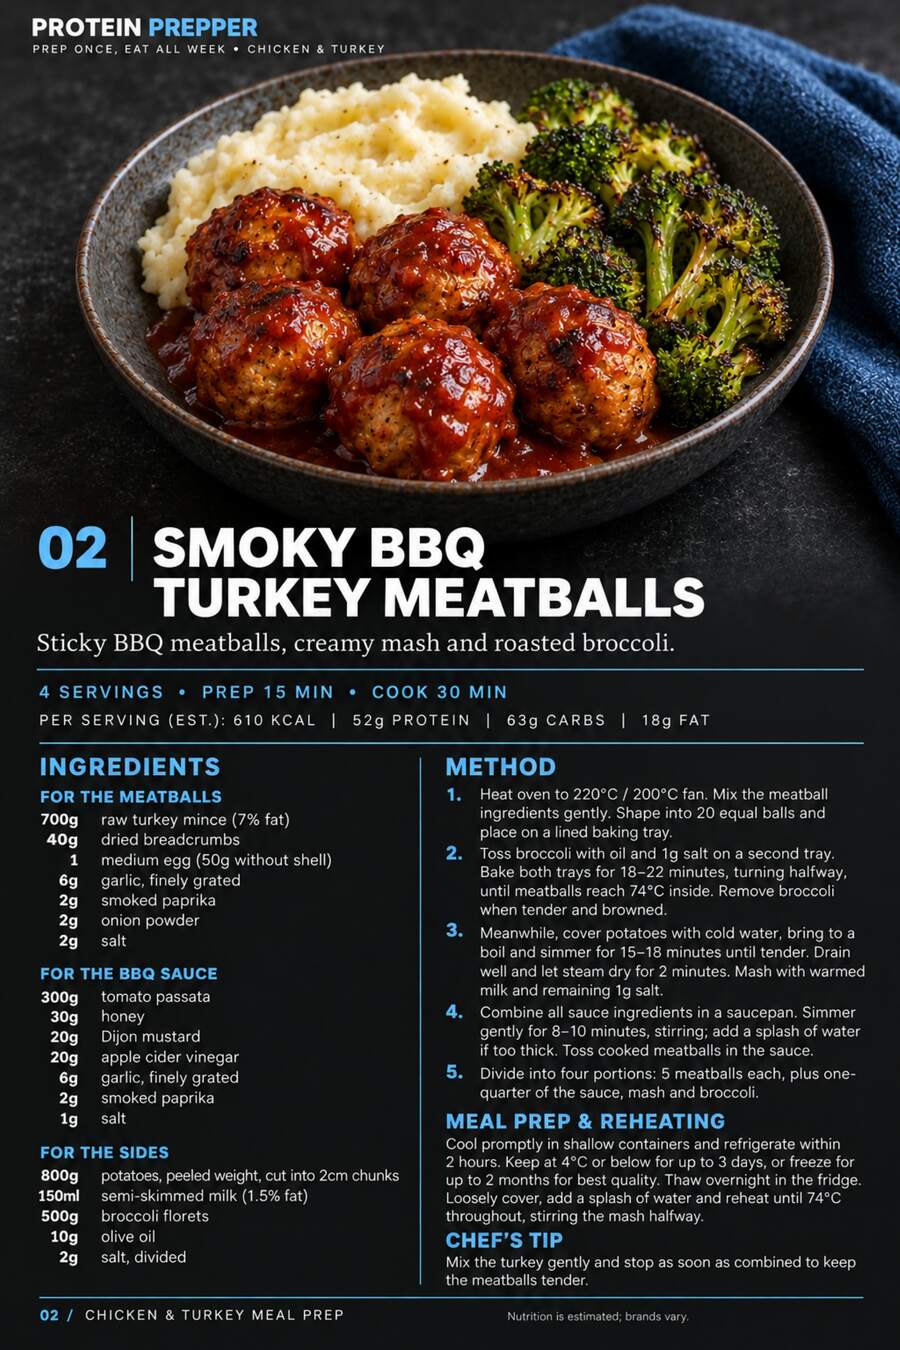 PROTEIN PREPPER
PREP ONCE, EAT ALL WEEK • CHICKEN & TURKEY
02
SMOKY BBQ
TURKEY MEATBALLS
Sticky BBQ meatballs, creamy mash and roasted broccoli.
4 SERVINGS • PREP 15 MIN • COOK 30 MIN
PER SERVING (EST.): 610 KCAL | 52g PROTEIN | 63g CARBS | 18g FAT
INGREDIENTS
FOR THE MEATBALLS
700g raw turkey mince (7% fat)
40g dried breadcrumbs
1 medium egg (50g without shell)
6g garlic, finely grated
2g smoked paprika
2g onion powder
2g salt
FOR THE BBQ SAUCE
300g tomato passata
30g honey
20g Dijon mustard
20g apple cider vinegar
6g garlic, finely grated
2g smoked paprika
1g salt
FOR THE SIDES
800g potatoes, peeled weight, cut into 2cm chunks
150ml semi-skimmed milk (1.5% fat)
500g broccoli florets
10g olive oil
2g salt, divided
METHOD
1. Heat oven to 220°C / 200°C fan. Mix the meatball
ingredients gently. Shape into 20 equal balls and
place on a lined baking tray.
2. Toss broccoli with oil and 1g salt on a second tray.
Bake both trays for 18–22 minutes, turning halfway,
until meatballs reach 74°C inside. Remove broccoli
when tender and browned.
3. Meanwhile, cover potatoes with cold water, bring to a
boil and simmer for 15–18 minutes until tender. Drain
well and let steam dry for 2 minutes. Mash with warmed
milk and remaining 1g salt.
4. Combine all sauce ingredients in a saucepan. Simmer
gently for 8–10 minutes, stirring; add a splash of water
if too thick. Toss cooked meatballs in the sauce.
5. Divide into four portions: 5 meatballs each, plus one-
quarter of the sauce, mash and broccoli.
MEAL PREP & REHEATING
Cool promptly in shallow containers and refrigerate within
2 hours. Keep at 4°C or below for up to 3 days, or freeze for
up to 2 months for best quality. Thaw overnight in the fridge.
Loosely cover, add a splash of water and reheat until 74°C
throughout, stirring the mash halfway.
CHEF'S TIP
Mix the turkey gently and stop as soon as combined to keep
the meatballs tender.
02 / CHICKEN & TURKEY MEAL PREP
Nutrition is estimated; brands vary.